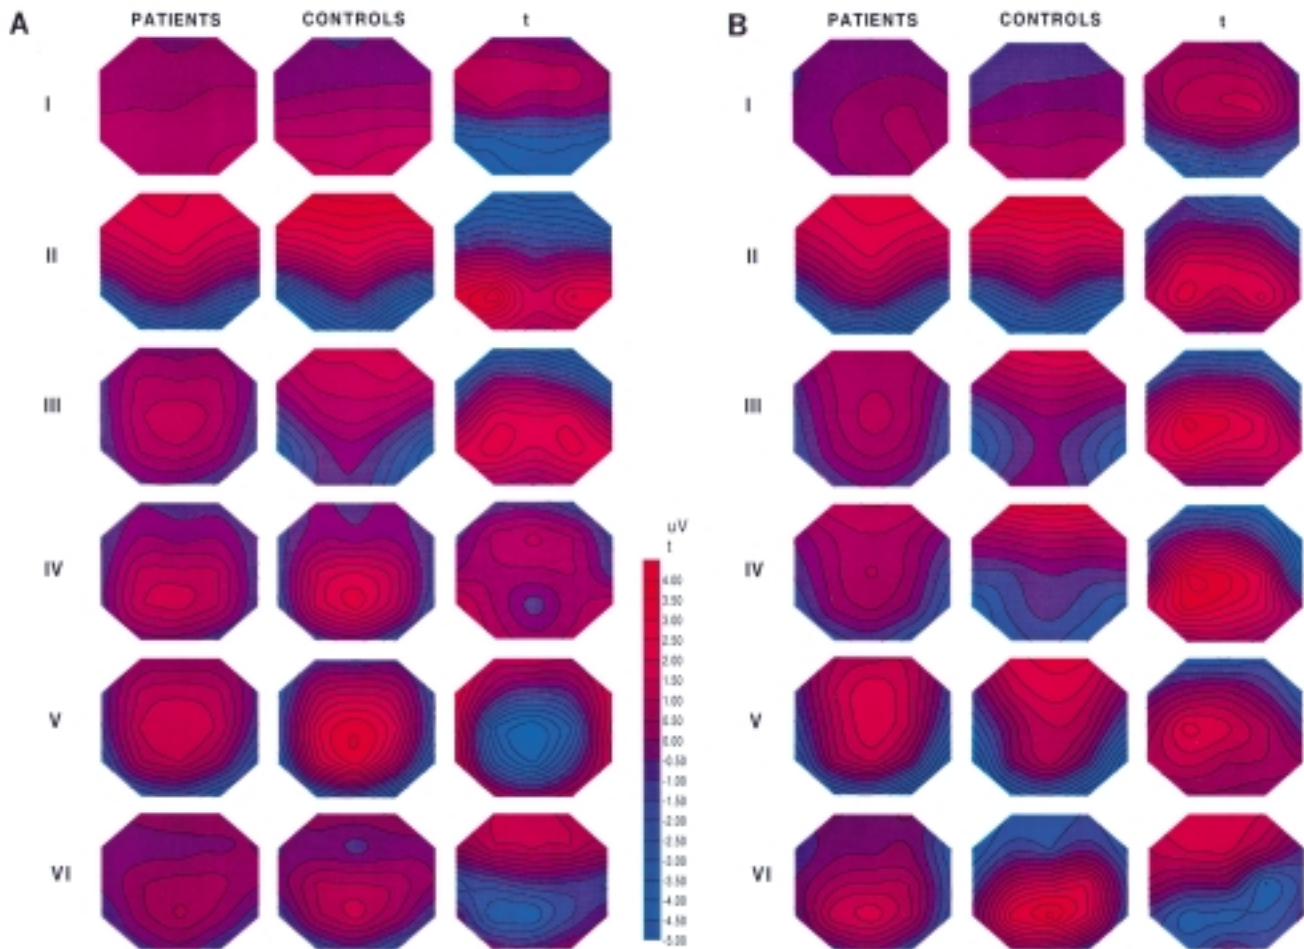 A PATIENTS CONTROLS t
I
II
III
IV
V
VI
uV
t
4.00
3.50
2.50
2.00
1.50
1.00
0.50
0.00
-0.50
-1.00
-1.50
-2.00
-2.50
-3.00
-3.50
-4.00
-4.50
-5.00
B PATIENTS CONTROLS t
I
II
III
IV
V
VI